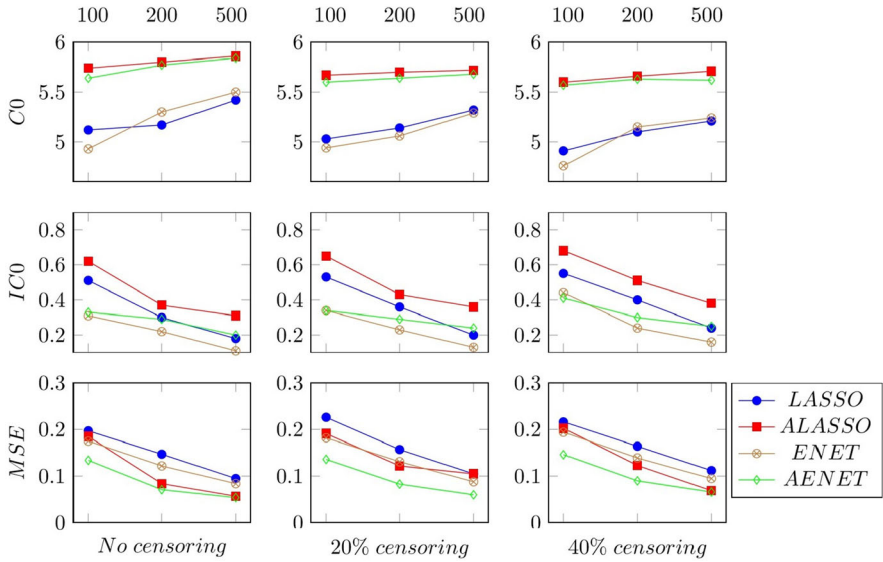 100 200 500 100 200 500 100 200 500
6 6 6
5.5 5.5 5.5
5 5 5
C0
0.8 0.8 0.8
0.6 0.6 0.6
0.4 0.4 0.4
0.2 0.2 0.2
IC0
0.3 0.3 0.3
0.2 0.2 0.2
0.1 0.1 0.1
0 0 0
MSE
LASSO
ALASSO
ENET
AENET
No censoring 20% censoring 40% censoring